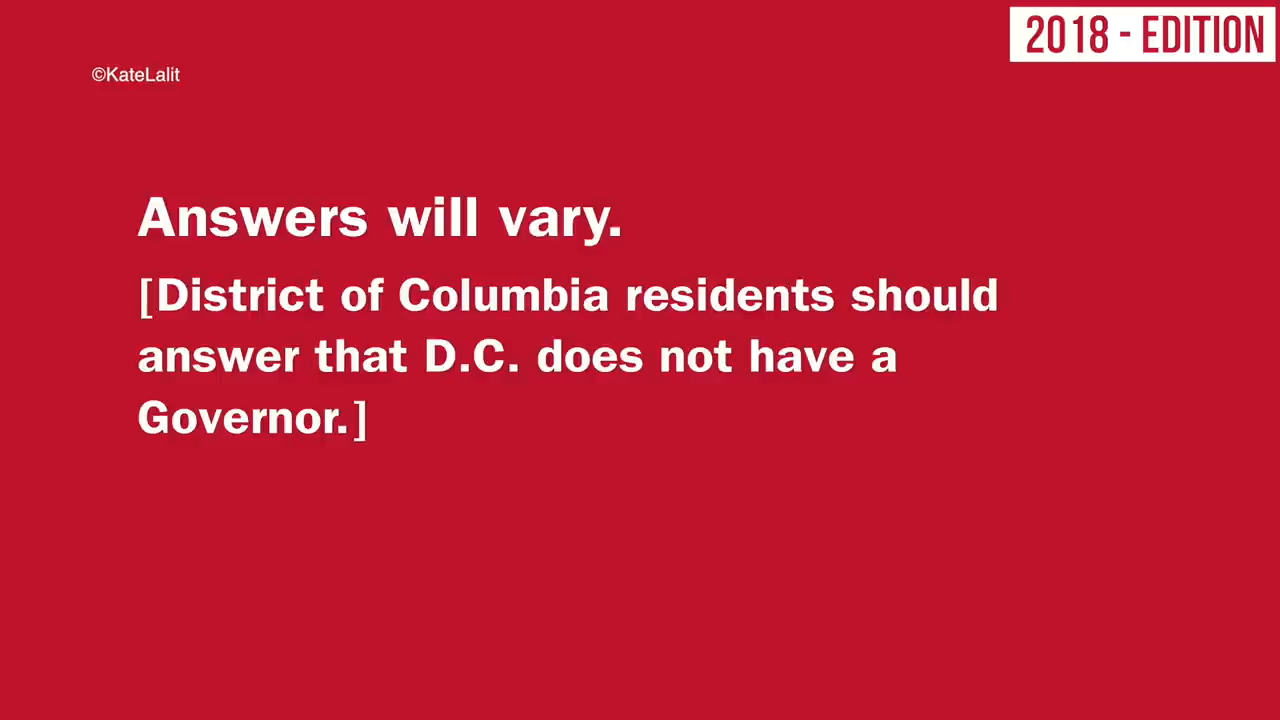 2018 - EDITION
©KateLalit
Answers will vary.
[District of Columbia residents should
answer that D.C. does not have a
Governor.]